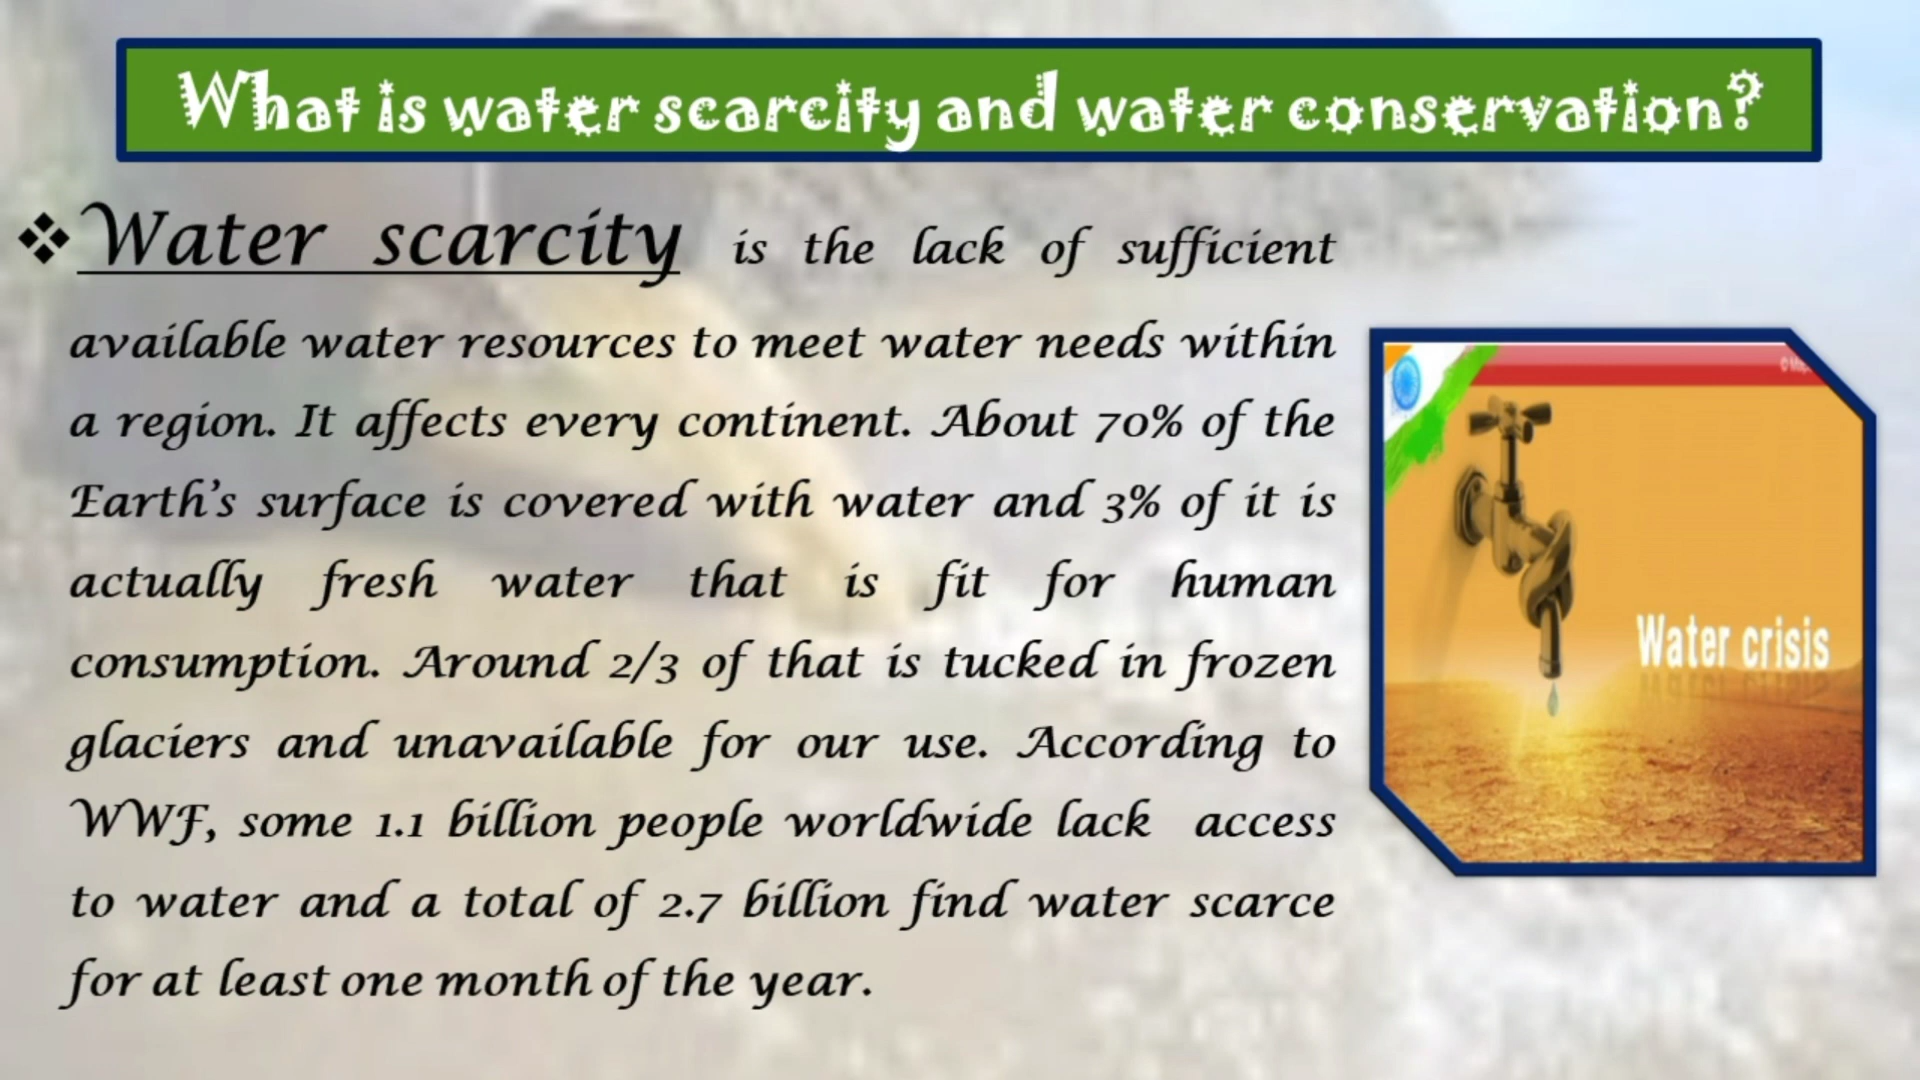 What is water scarcity and water conservation?
❖Water scarcity is the lack of sufficient
available water resources to meet water needs within
a region. It affects every continent. About 70% of the
Earth's surface is covered with water and 3% of it is
actually fresh water that is fit for human
consumption. Around 2/3 of that is tucked in frozen
glaciers and unavailable for our use. According to
WWF, some 1.1 billion people worldwide lack access
to water and a total of 2.7 billion find water scarce
for at least one month of the year.
Water crisis